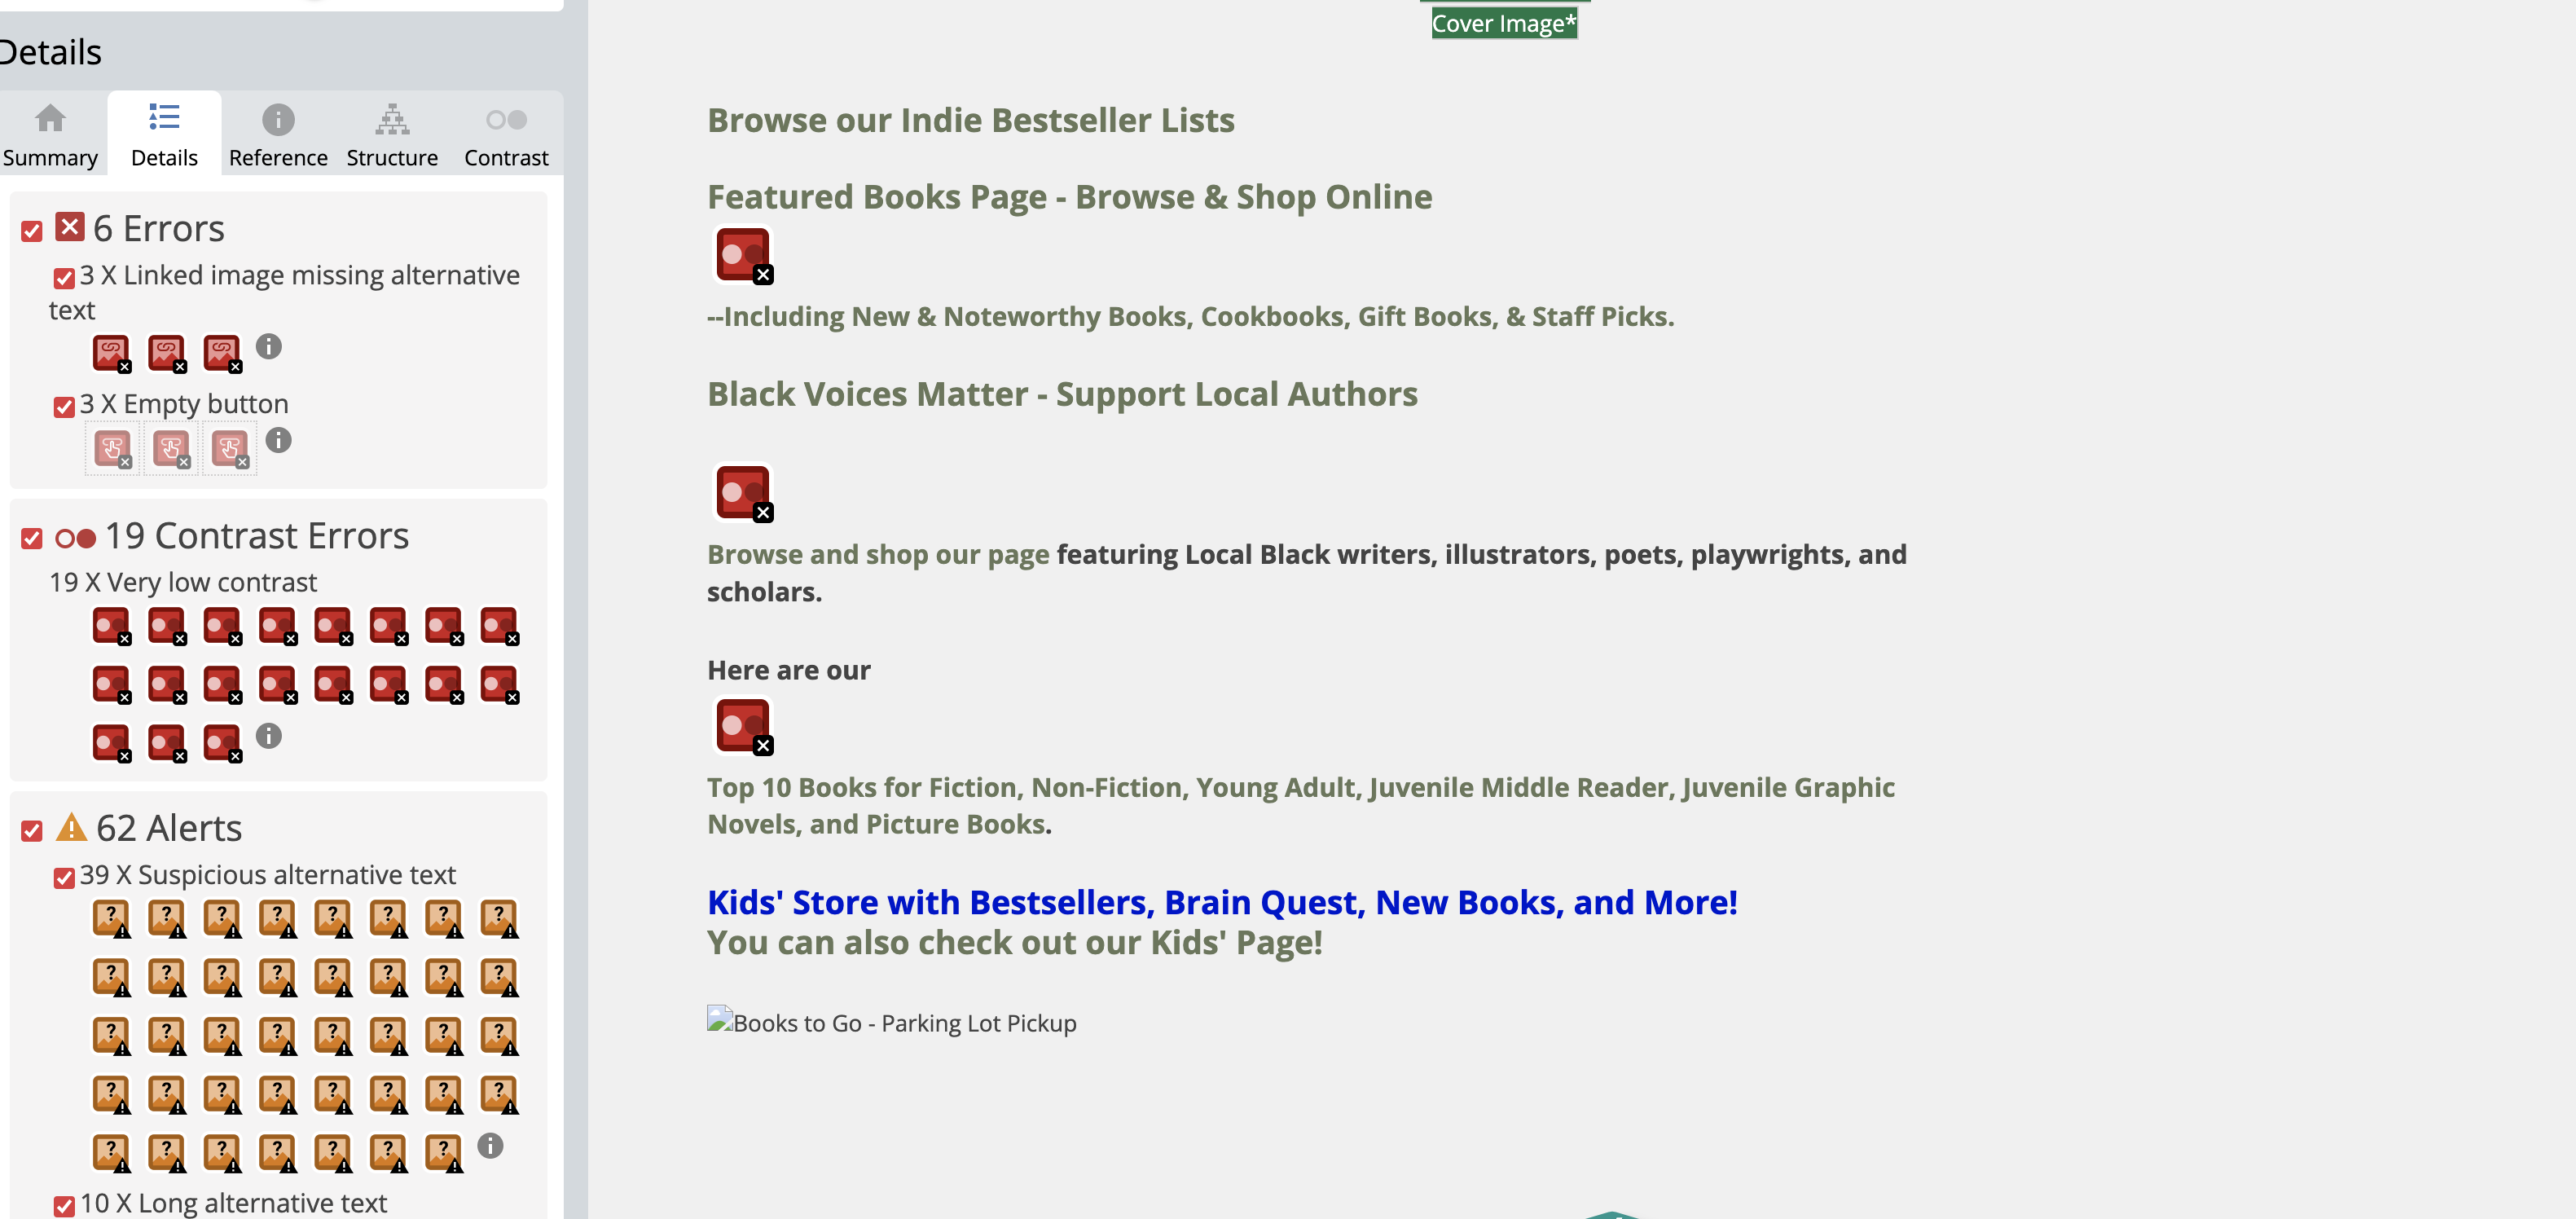 Details
Summary
Details
Reference
Structure
Contrast
6 Errors
3 X Linked image missing alternative
text
3 X Empty button
19 Contrast Errors
19 X Very low contrast
62 Alerts
39 X Suspicious alternative text
10 X Long alternative text
Cover Image*
Browse our Indie Bestseller Lists
Featured Books Page - Browse & Shop Online
--Including New & Noteworthy Books, Cookbooks, Gift Books, & Staff Picks.
Black Voices Matter - Support Local Authors
Browse and shop our page featuring Local Black writers, illustrators, poets, playwrights, and
scholars.
Here are our
Top 10 Books for Fiction, Non-Fiction, Young Adult, Juvenile Middle Reader, Juvenile Graphic
Novels, and Picture Books.
Kids' Store with Bestsellers, Brain Quest, New Books, and More!
You can also check out our Kids' Page!
Books to Go - Parking Lot Pickup